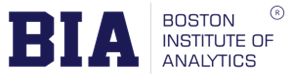 BIA
BOSTON
INSTITUTE OF
ANALYTICS
®